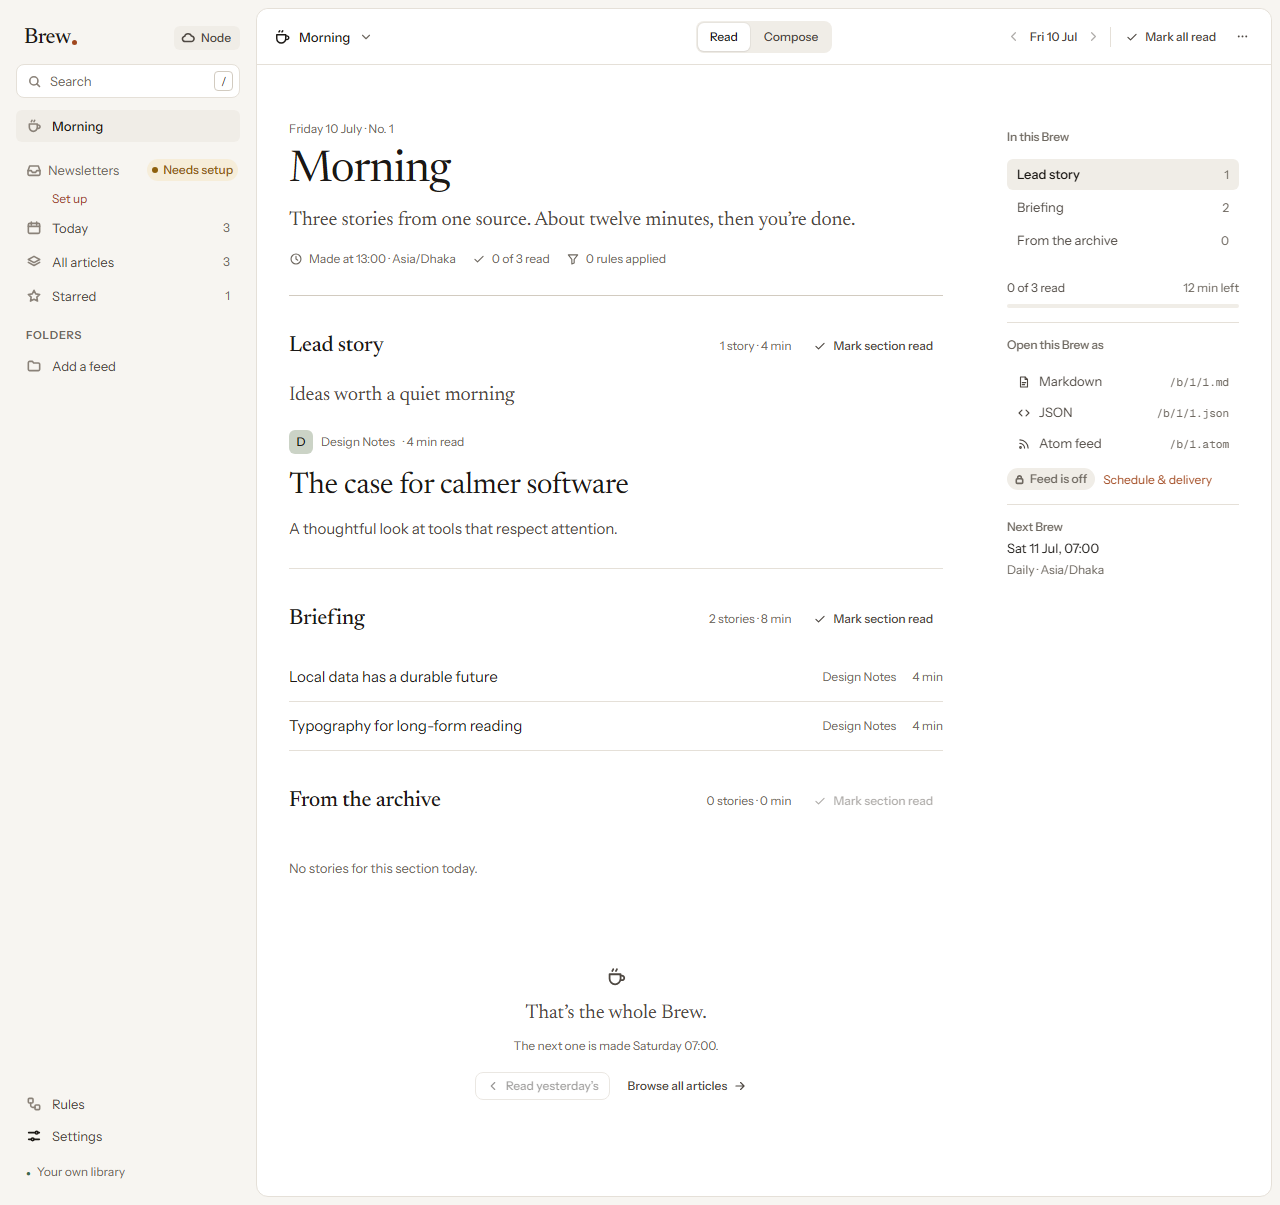 Brew.
Node
Search
/
Morning
Newsletters
Needs setup
Set up
Today 3
All articles 3
Starred 1
FOLDERS
Add a feed
Rules
Settings
• Your own library
Morning
Read
Compose
Fri 10 Jul
Mark all read
Friday 10 July · No. 1
Morning
Three stories from one source. About twelve minutes, then you’re done.
Made at 13:00 · Asia/Dhaka
0 of 3 read
0 rules applied
Lead story
1 story · 4 min
Mark section read
Ideas worth a quiet morning
D
Design Notes · 4 min read
The case for calmer software
A thoughtful look at tools that respect attention.
Briefing
2 stories · 8 min
Mark section read
Local data has a durable future Design Notes 4 min
Typography for long-form reading Design Notes 4 min
From the archive
0 stories · 0 min
Mark section read
No stories for this section today.
That’s the whole Brew.
The next one is made Saturday 07:00.
Read yesterday’s
Browse all articles
In this Brew
Lead story 1
Briefing 2
From the archive 0
0 of 3 read 12 min left
Open this Brew as
Markdown /b/1/1.md
JSON /b/1/1.json
Atom feed /b/1.atom
Feed is off
Schedule & delivery
Next Brew
Sat 11 Jul, 07:00
Daily · Asia/Dhaka